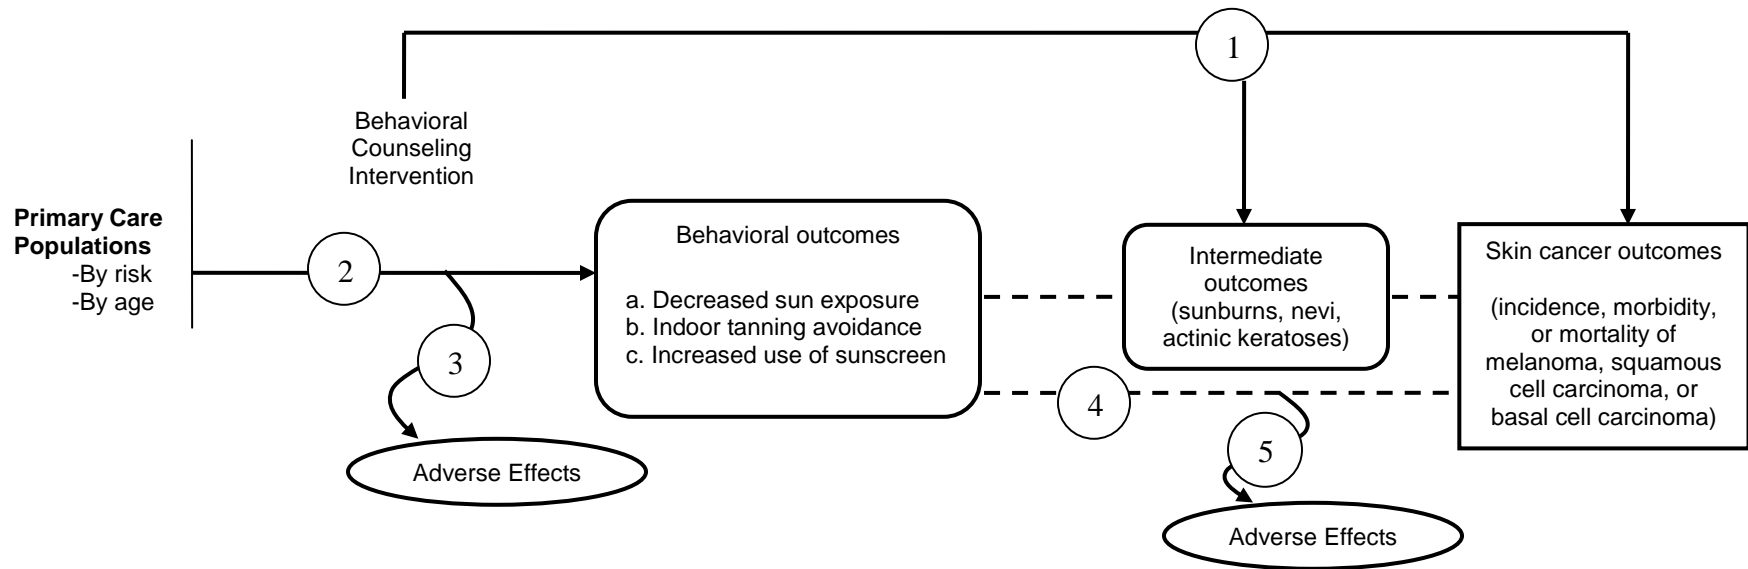 1
Behavioral
Counseling
Intervention
Primary Care
Populations
-By risk
-By age
2
3
Adverse Effects
Behavioral outcomes
a. Decreased sun exposure
b. Indoor tanning avoidance
c. Increased use of sunscreen
4
Intermediate
outcomes
(sunburns, nevi,
actinic keratoses)
5
Adverse Effects
Skin cancer outcomes
(incidence, morbidity,
or mortality of
melanoma, squamous
cell carcinoma, or
basal cell carcinoma)